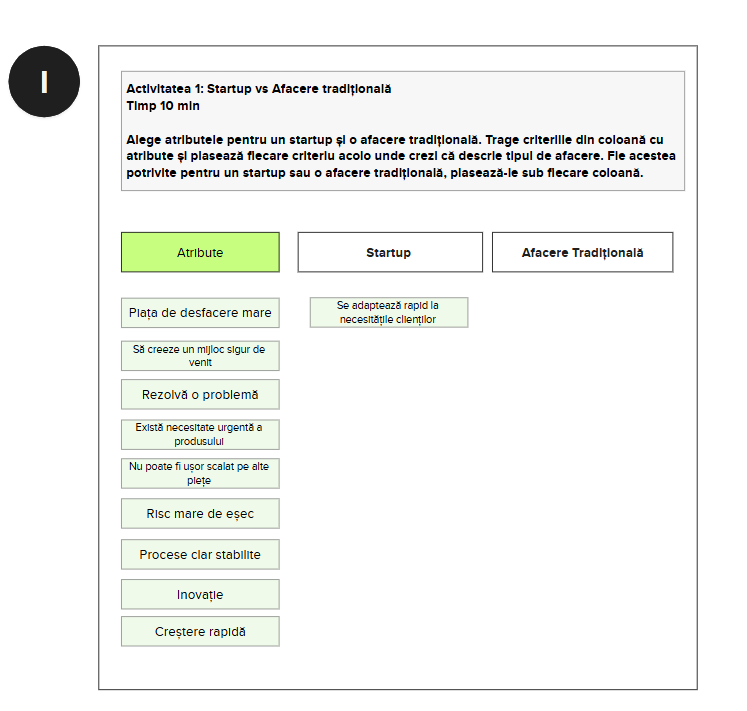 I
Activitatea 1: Startup vs Afacere tradițională
Timp 10 min
Alege atributele pentru un startup și o afacere tradițională. Trage criteriile din coloană cu
atribute și plasează fiecare criteriu acolo unde crezi că descrie tipul de afacere. Fie acestea
potrivite pentru un startup sau o afacere tradițională, plasează-le sub fiecare coloană.
Atribute
Startup
Afacere Tradițională
Piața de desfacere mare
Se adaptează rapid la
necesitățile clienților
Să creeze un mijloc sigur de
venit
Rezolvă o problemă
Există necesitate urgentă a
produsului
Nu poate fi ușor scalat pe alte
piețe
Risc mare de eșec
Procese clar stabilite
Inovație
Creștere rapidă